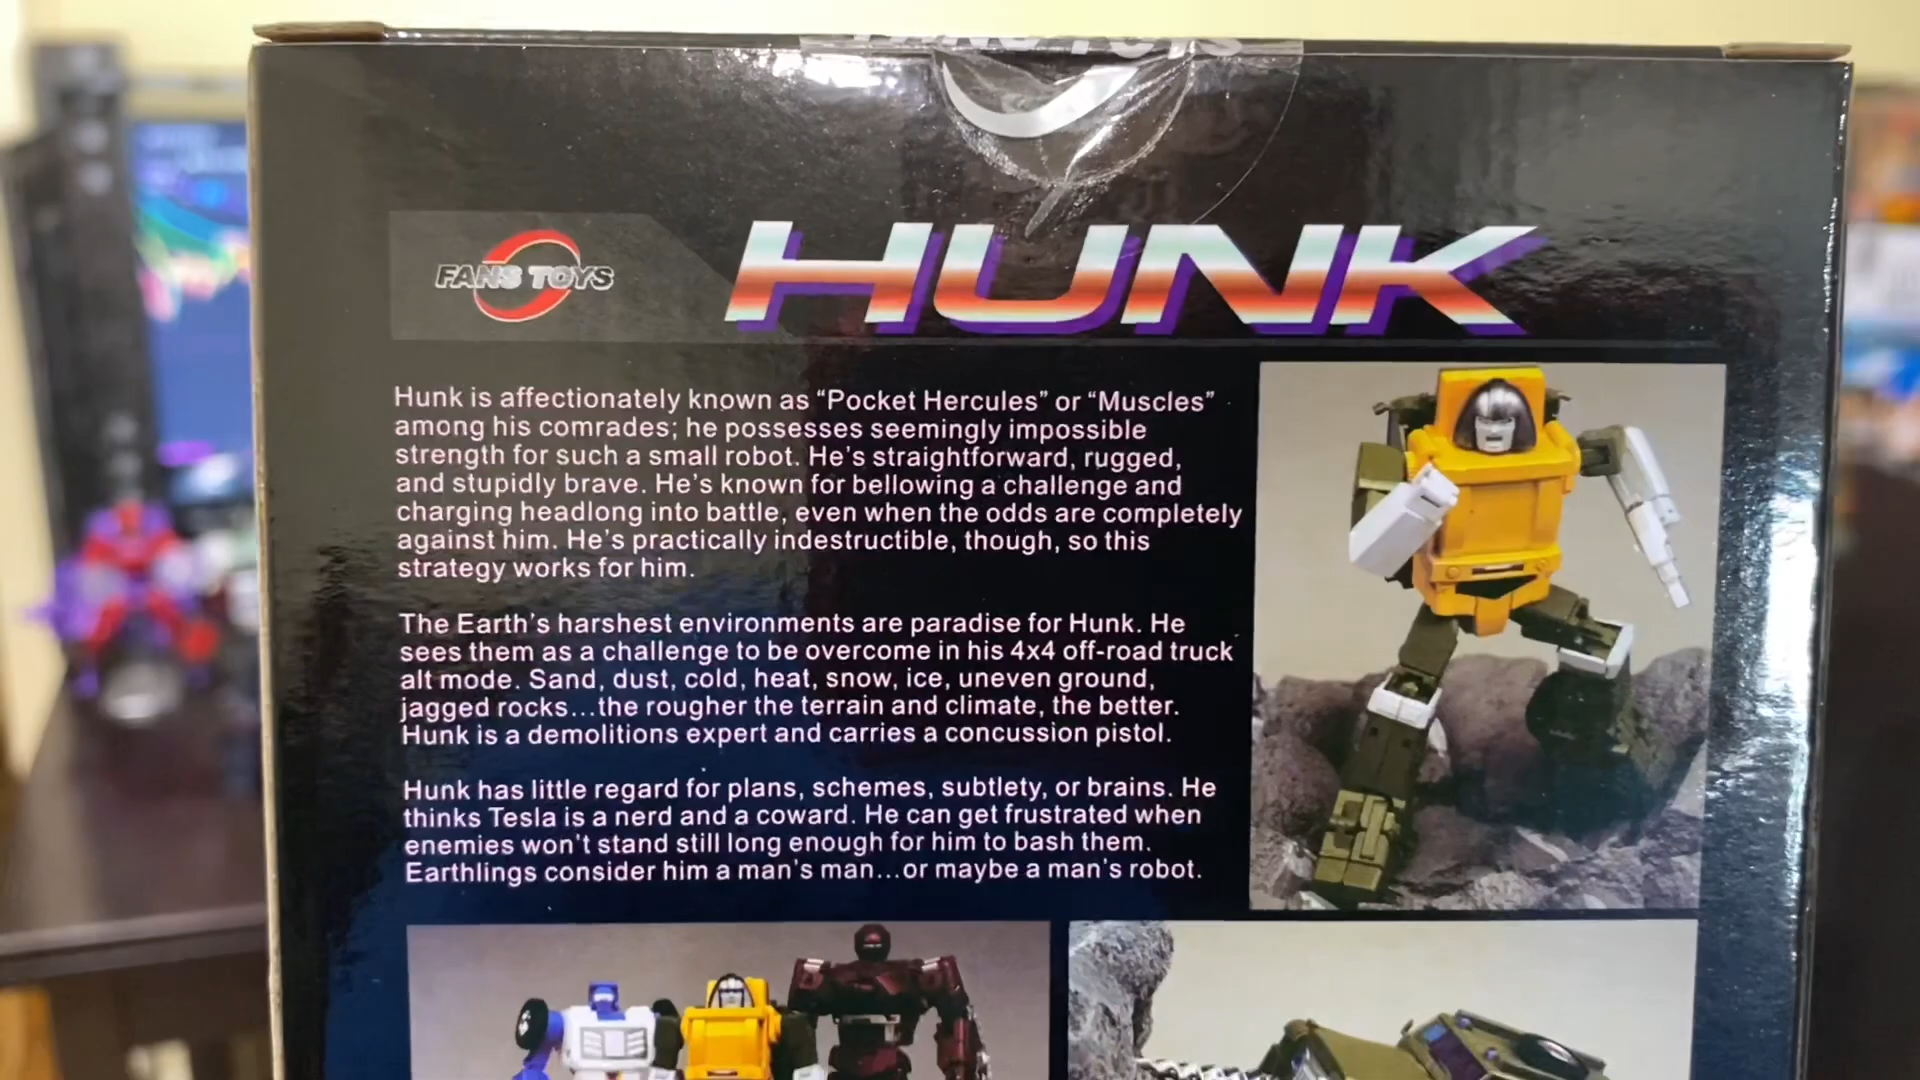 FANS TOYS
FANS TOYS
HUNK
Hunk is affectionately known as “Pocket Hercules” or “Muscles”
among his comrades; he possesses seemingly impossible
strength for such a small robot. He’s straightforward, rugged,
and stupidly brave. He’s known for bellowing a challenge and
charging headlong into battle, even when the odds are completely
against him. He’s practically indestructible, though, so this
strategy works for him.
The Earth’s harshest environments are paradise for Hunk. He
sees them as a challenge to be overcome in his 4x4 off-road truck
alt mode. Sand, dust, cold, heat, snow, ice, uneven ground,
jagged rocks...the rougher the terrain and climate, the better.
Hunk is a demolitions expert and carries a concussion pistol.
Hunk has little regard for plans, schemes, subtlety, or brains. He
thinks Tesla is a nerd and a coward. He can get frustrated when
enemies won’t stand still long enough for him to bash them.
Earthlings consider him a man’s man...or maybe a man’s robot.